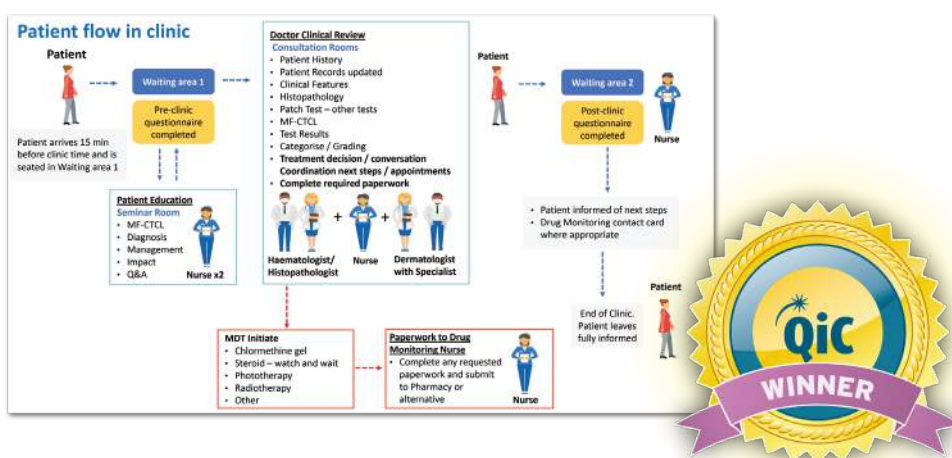 Patient flow in clinic
Patient
Waiting area 1
Pre-clinic
questionnaire
completed
Patient arrives 15 min
before clinic time and is
seated in Waiting area 1
Patient Education
Seminar Room
• MF-CTCL
• Diagnosis
• Management
• Impact
• Q&A
Nurse x2
Doctor Clinical Review
Consultation Rooms
• Patient History
• Patient Records updated
• Clinical Features
• Histopathology
• Patch Test – other tests
• MF-CTCL
• Test Results
• Categorise / Grading
• Treatment decision / conversation
Coordination next steps / appointments
• Complete required paperwork
+
+
Haematologist/
Histopathologist
Nurse
Dermatologist
with Specialist
MDT Initiate
• Chlormethine gel
• Steroid – watch and wait
• Phototherapy
• Radiotherapy
• Other
Paperwork to Drug
Monitoring Nurse
• Complete any requested
paperwork and submit
to Pharmacy or
alternative
Nurse
Patient
Waiting area 2
Post-clinic
questionnaire
completed
Nurse
• Patient informed of next steps
• Drug Monitoring contact card
where appropriate
End of Clinic.
Patient leaves
fully informed
Patient
QiC
WINNER